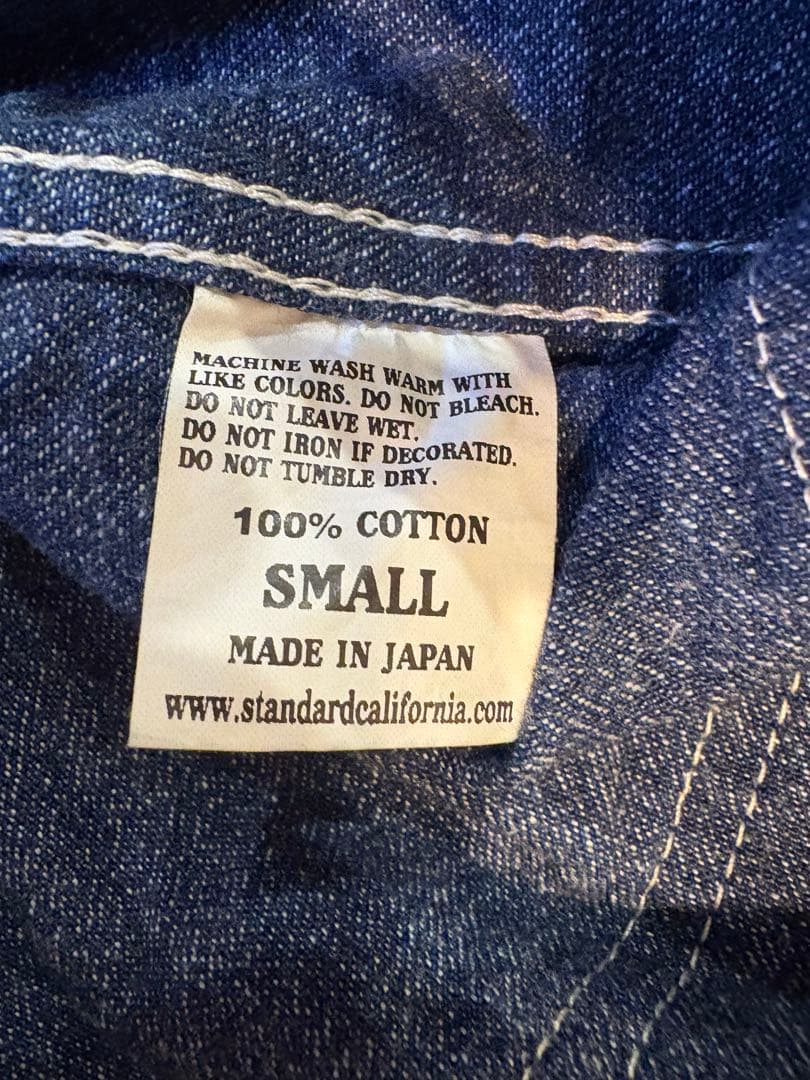 MACHINE WASH WARM WITH
LIKE COLORS. DO NOT BLEACH.
DO NOT LEAVE WET.
DO NOT IRON IF DECORATED.
DO NOT TUMBLE DRY.
100% COTTON
SMALL
MADE IN JAPAN
www.standardcalifornia.com